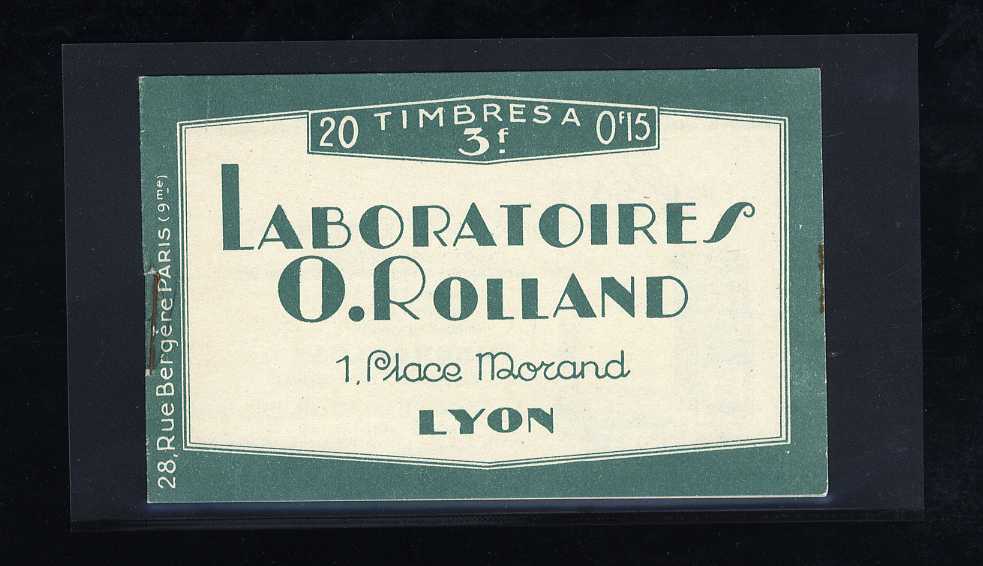 20 TIMBRES A 0f15
3f.
LABORATOIRES
O. ROLLAND
1, Place Morand
LYON
28, Rue Bergère PARIS (9me)